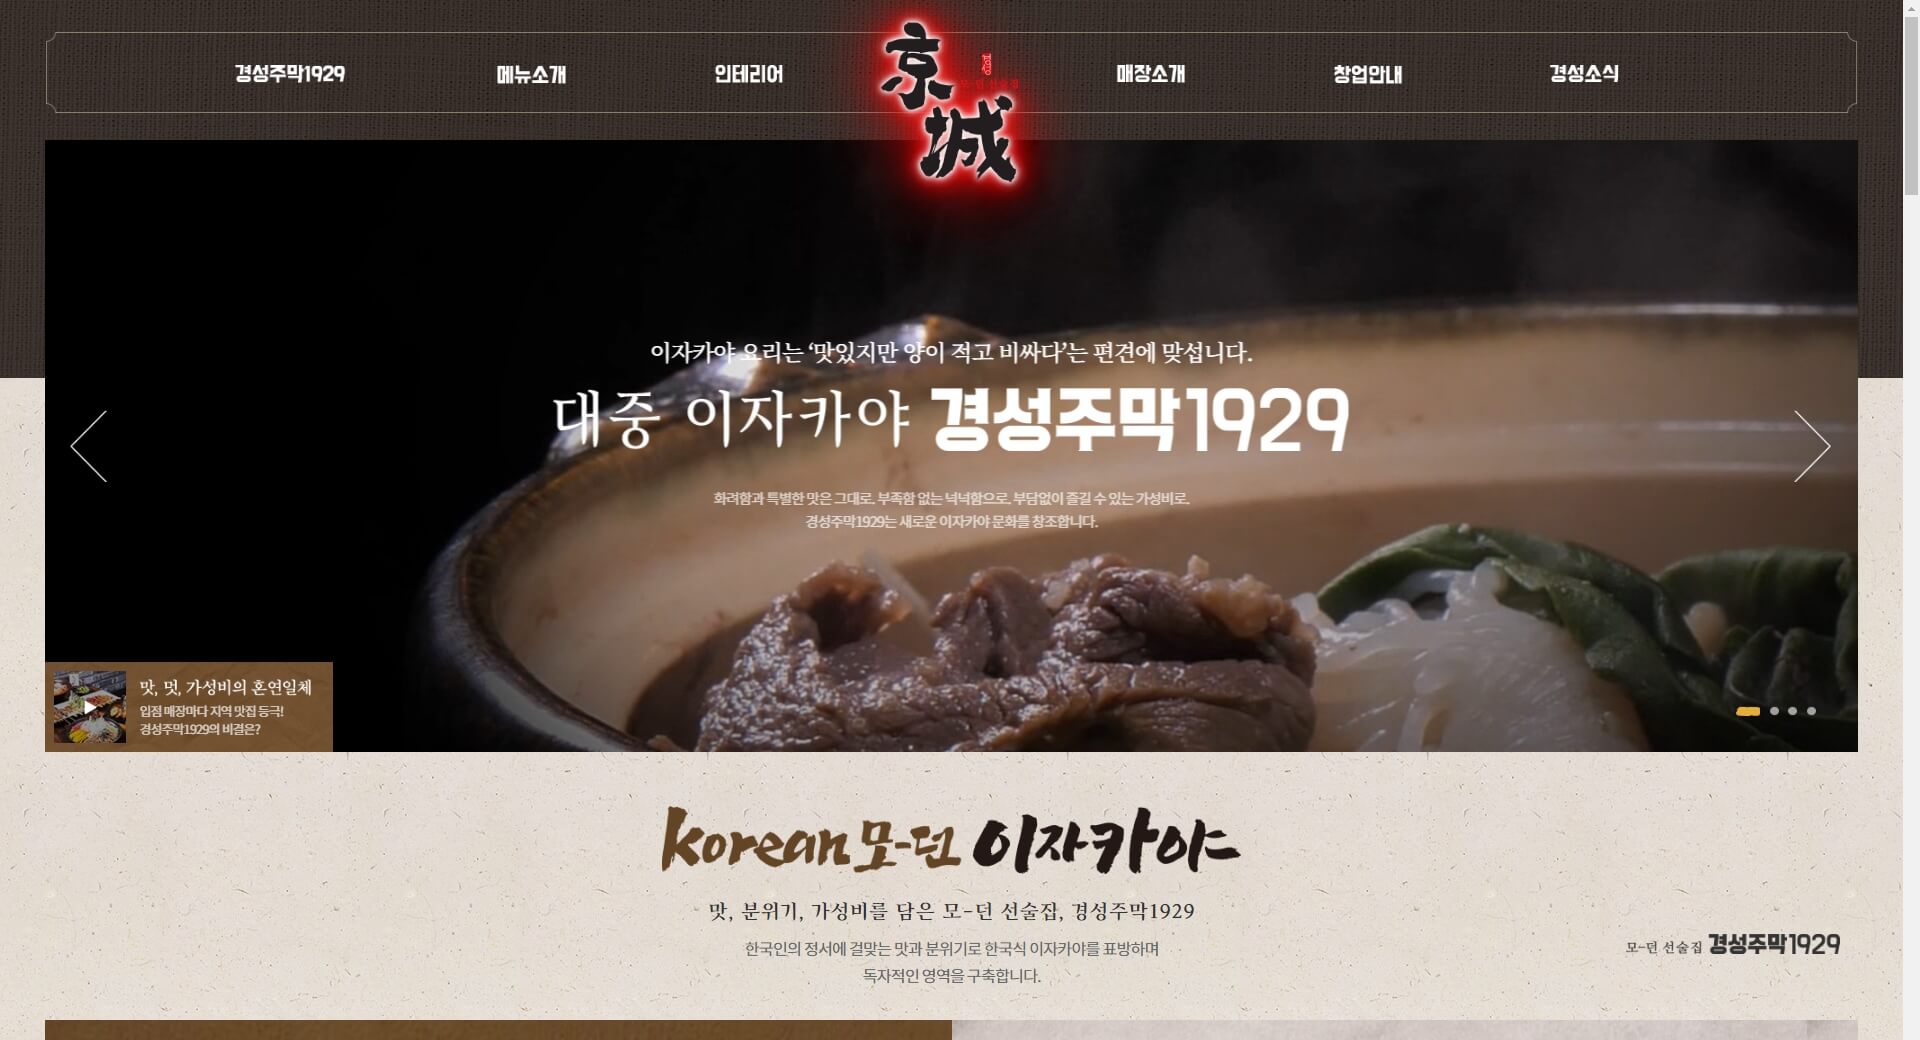 경성주막1929 메뉴소개 인테리어 매장소개 창업안내 경성소식
京城
이자카야 요리는 ‘맛있지만 양이 적고 비싸다’는 편견에 맞섭니다.
대중 이자카야 경성주막1929
화려함과 특별한 맛은 그대로. 부족함 없는 넉넉함으로. 부담없이 즐길 수 있는 가성비로.
경성주막1929는 새로운 이자카야 문화를 창조합니다.
맛, 멋, 가성비의 혼연일체
입점 매장마다 지역 맛집 등극!
경성주막1929의 비결은?
korean 모-던 이자카야
맛, 분위기, 가성비를 담은 모-던 선술잡, 경성주막1929
한국인의 정서에 걸맞는 맛과 분위기로 한국식 이자카야를 표방하며
독자적인 영역을 구축합니다.
모-던 선술집 경성주막1929